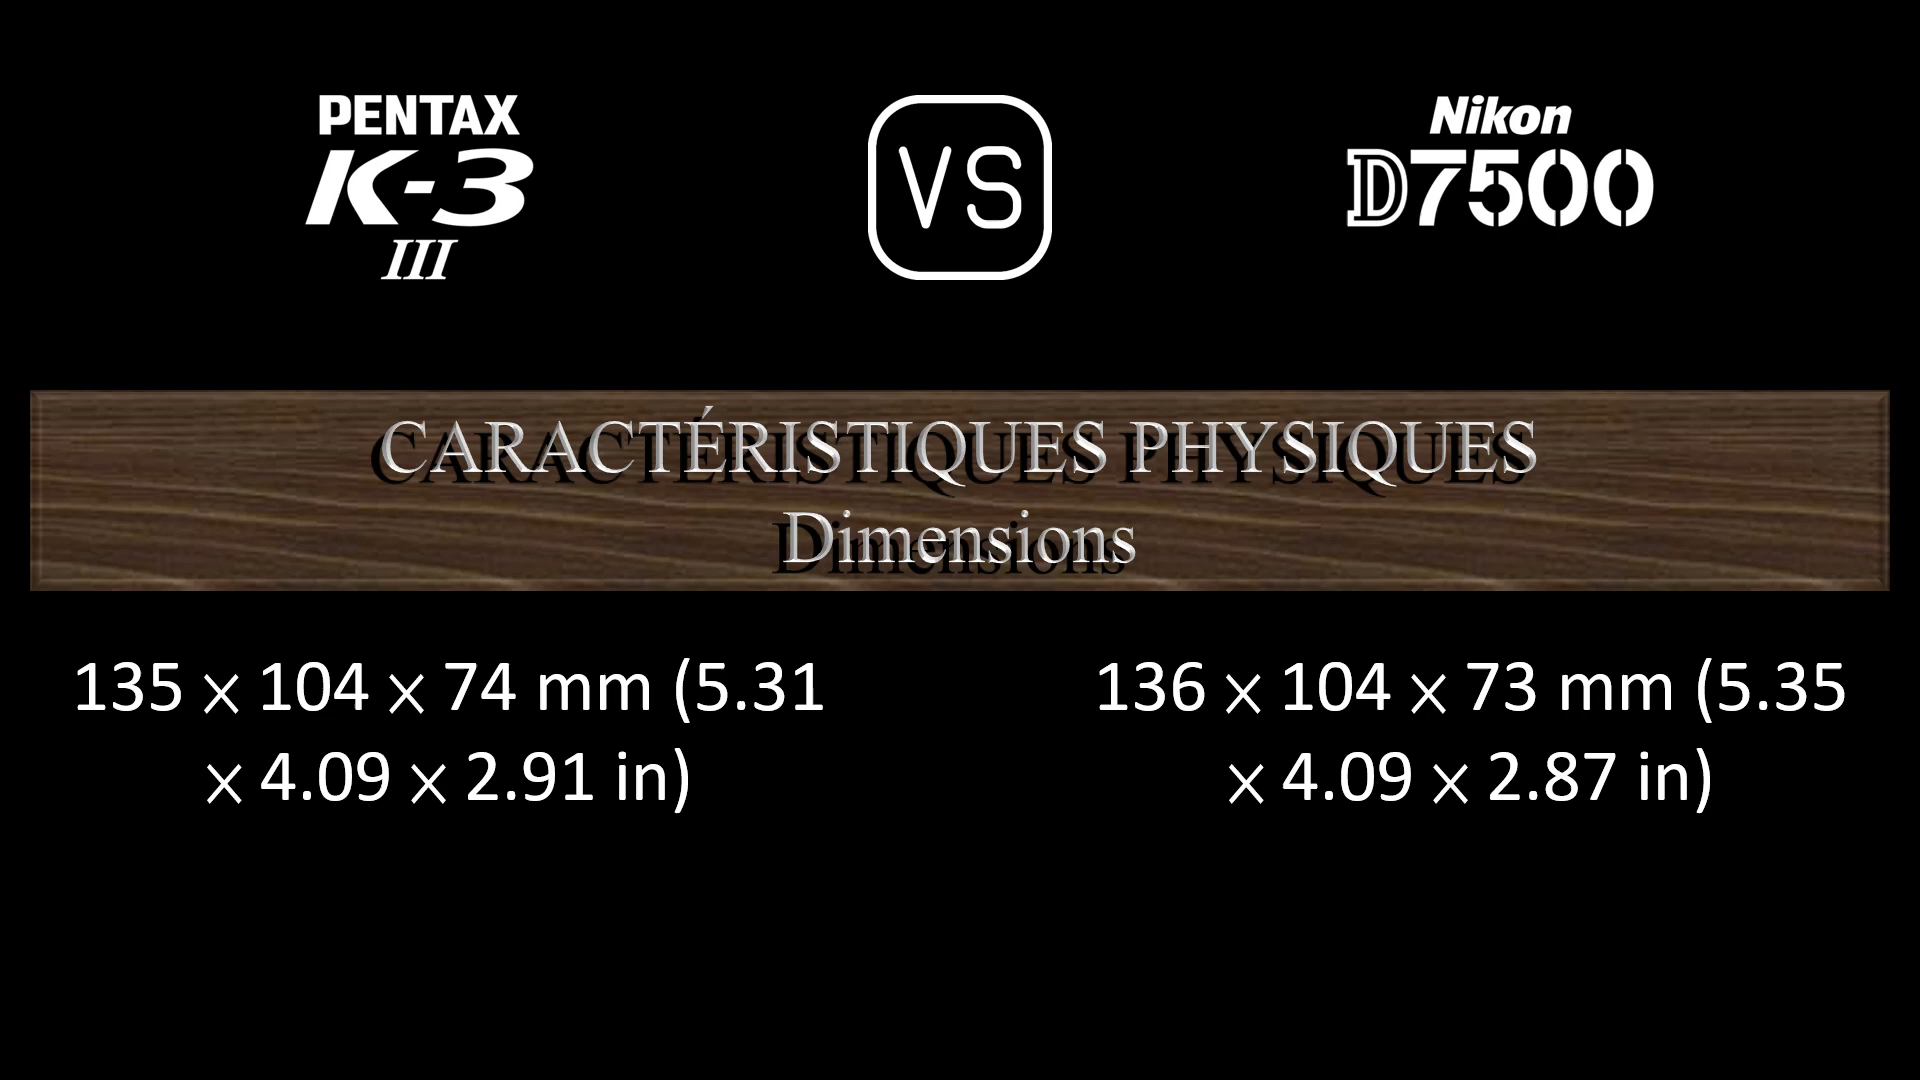 PENTAX
K-3
III
VS
Nikon
D7500
CARACTÉRISTIQUES PHYSIQUES
Dimensions
135 x 104 x 74 mm (5.31
x 4.09 x 2.91 in)
136 x 104 x 73 mm (5.35
x 4.09 x 2.87 in)